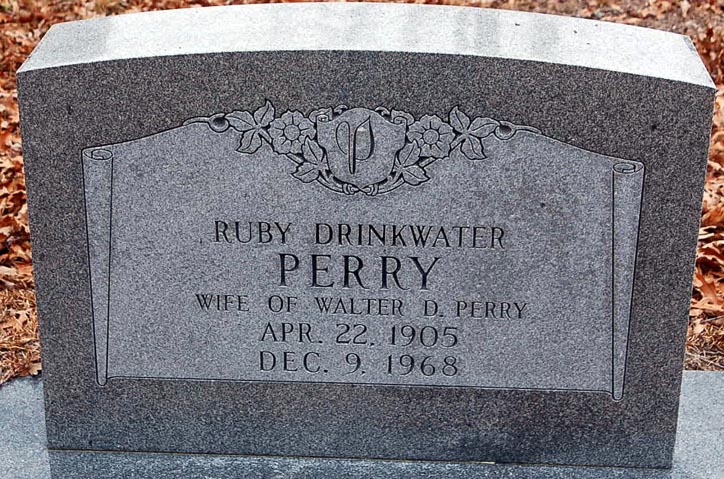 P
RUBY DRINKWATER
PERRY
WIFE OF WALTER D. PERRY
APR. 22, 1905
DEC. 9, 1968